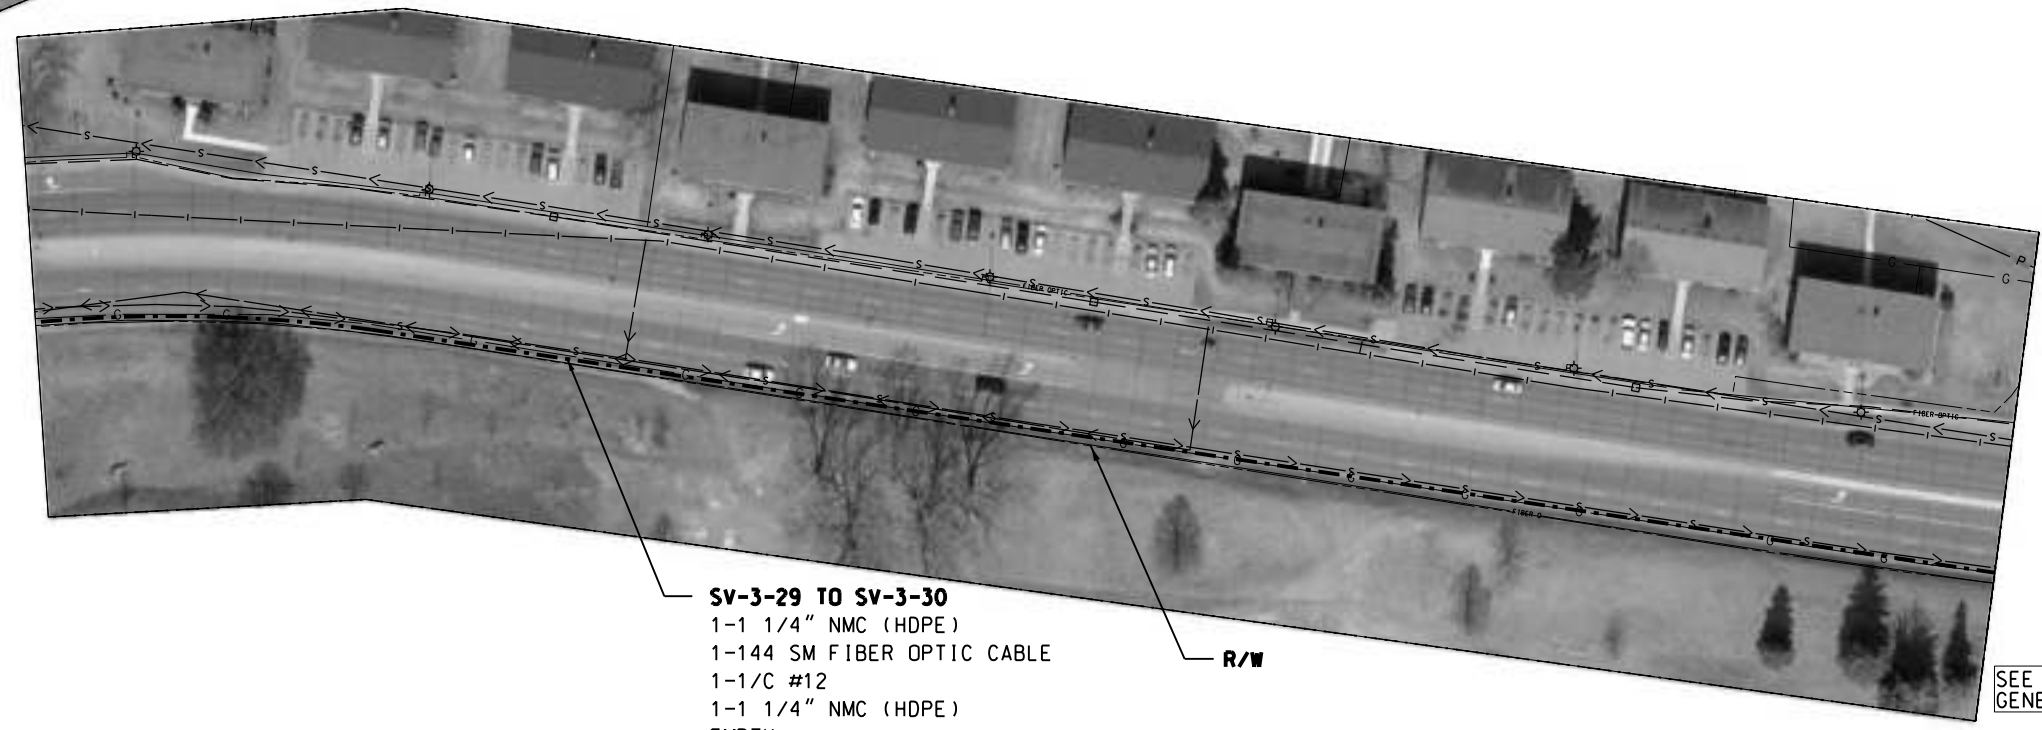 FIBER OPTIC
P
G G
FIBER-OPTIC
FIBER O
SV-3-29 TO SV-3-30
1-1 1/4" NMC (HDPE)
1-144 SM FIBER OPTIC CABLE
1-1/C #12
1-1 1/4" NMC (HDPE)
R/W
SEE
GENE